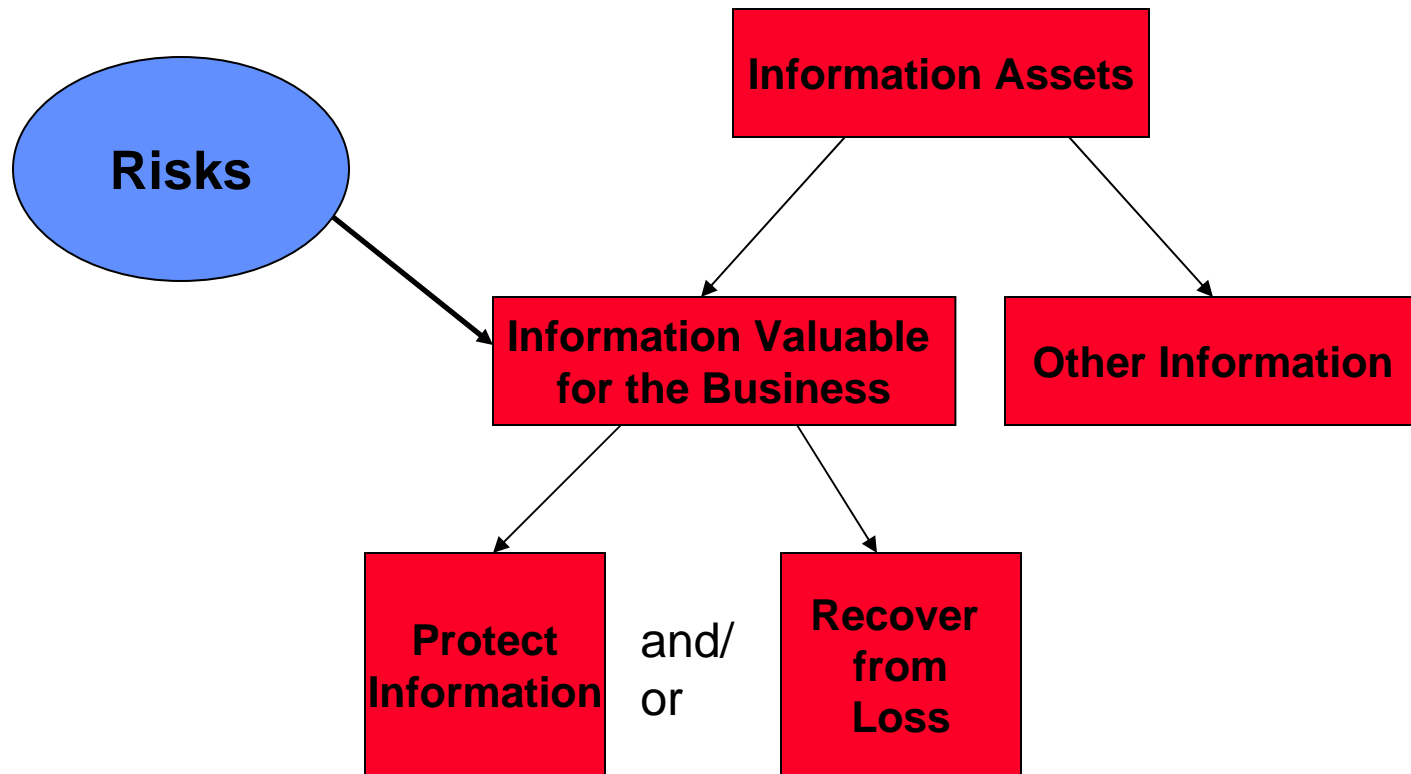 Information Assets
Risks
Information Valuable
for the Business
Other Information
Protect
Information
and/
or
Recover
from
Loss